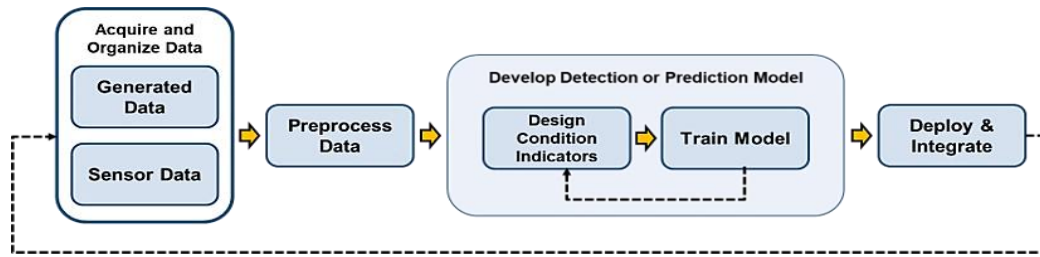 Acquire and
Organize Data
Generated
Data
Sensor Data
Preprocess
Data
Develop Detection or Prediction Model
Design
Condition
Indicators
Train Model
Deploy &
Integrate